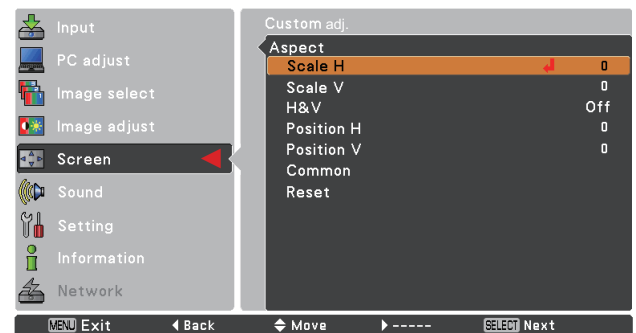 Input
PC adjust
Image select
Image adjust
Screen
Sound
Setting
Information
Network
Custom adj.
Aspect
Scale H 0
Scale V 0
H&V Off
Position H 0
Position V 0
Common
Reset
MENU Exit Back Move ----- SELECT Next